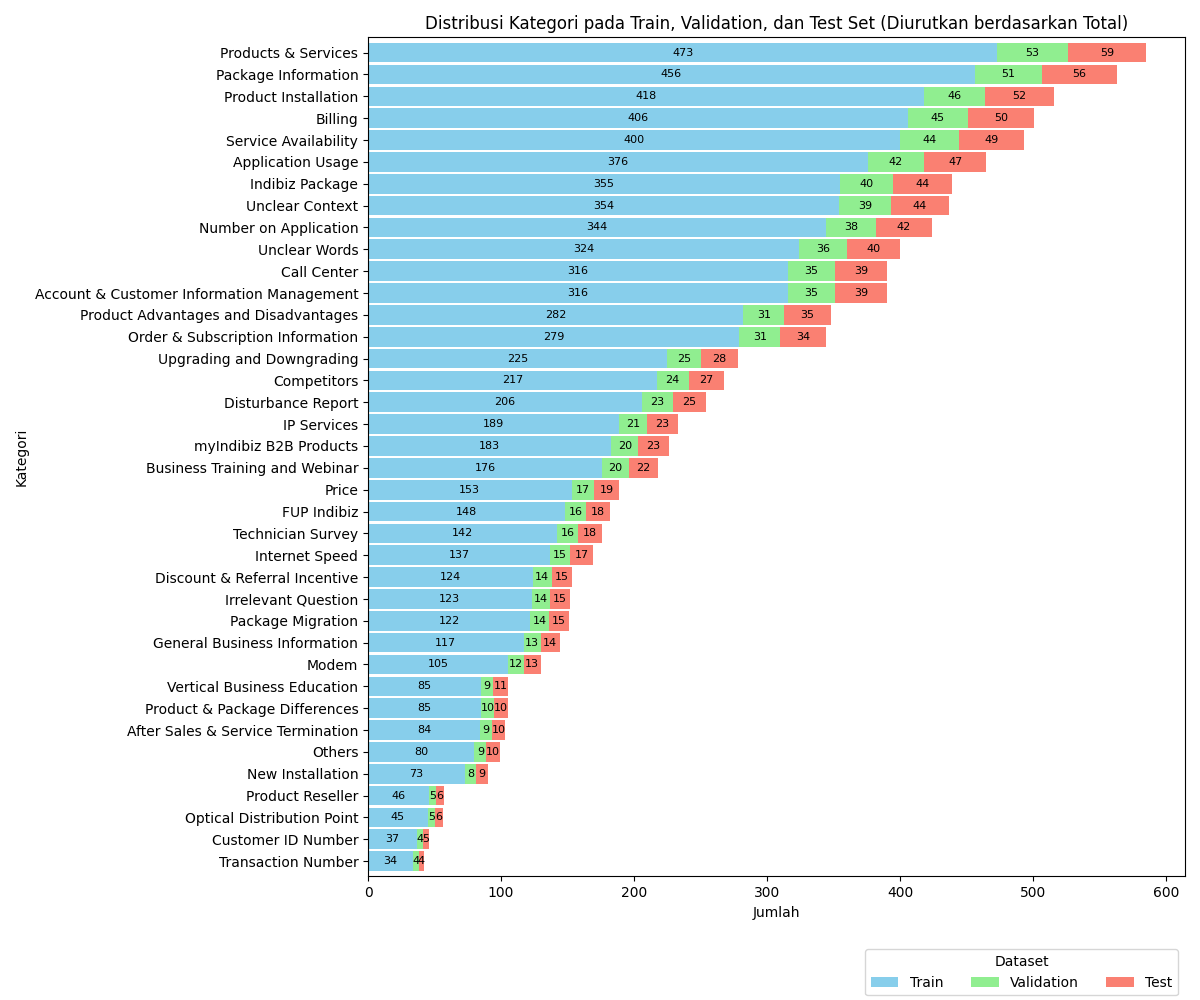 Distribusi Kategori pada Train, Validation, dan Test Set (Diurutkan berdasarkan Total)
Kategori
Products & Services 473 53 59
Package Information 456 51 56
Product Installation 418 46 52
Billing 406 45 50
Service Availability 400 44 49
Application Usage 376 42 47
Indibiz Package 355 40 44
Unclear Context 354 39 44
Number on Application 344 38 42
Unclear Words 324 36 40
Call Center 316 35 39
Account & Customer Information Management 316 35 39
Product Advantages and Disadvantages 282 31 35
Order & Subscription Information 279 31 34
Upgrading and Downgrading 225 25 28
Competitors 217 24 27
Disturbance Report 206 23 25
IP Services 189 21 23
myIndibiz B2B Products 183 20 23
Business Training and Webinar 176 20 22
Price 153 17 19
FUP Indibiz 148 16 18
Technician Survey 142 16 18
Internet Speed 137 15 17
Discount & Referral Incentive 124 14 15
Irrelevant Question 123 14 15
Package Migration 122 14 15
General Business Information 117 13 14
Modem 105 12 13
Vertical Business Education 85 9 11
Product & Package Differences 85 10 10
After Sales & Service Termination 84 9 10
Others 80 9 10
New Installation 73 8 9
Product Reseller 46 5 6
Optical Distribution Point 45 5 6
Customer ID Number 37 4 5
Transaction Number 34 4 4
0 100 200 300 400 500 600
Jumlah
Dataset
Train Validation Test